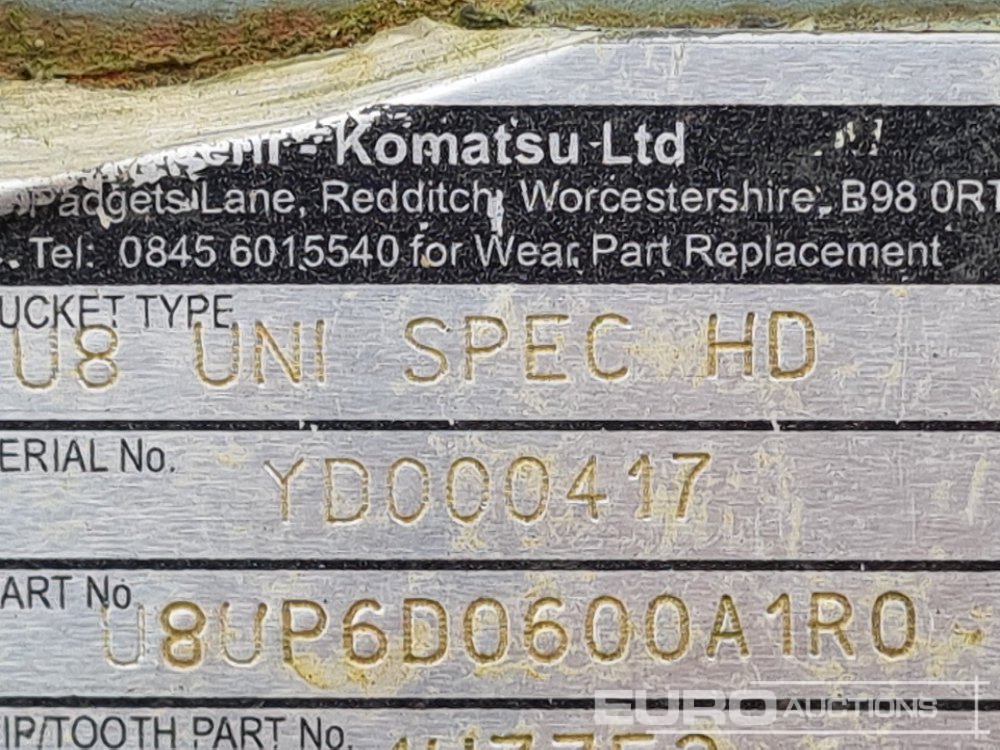 - Komatsu Ltd
Padgets Lane, Redditch, Worcestershire, B98 0RT
Tel: 0845 6015540 for Wear Part Replacement
UCKET TYPE
U8 UNI SPEC HD
ERIAL No.
YD000417
ART No
U8UP6D0600A1R0
IP/TOOTH PART No.
EURO AUCTIONS